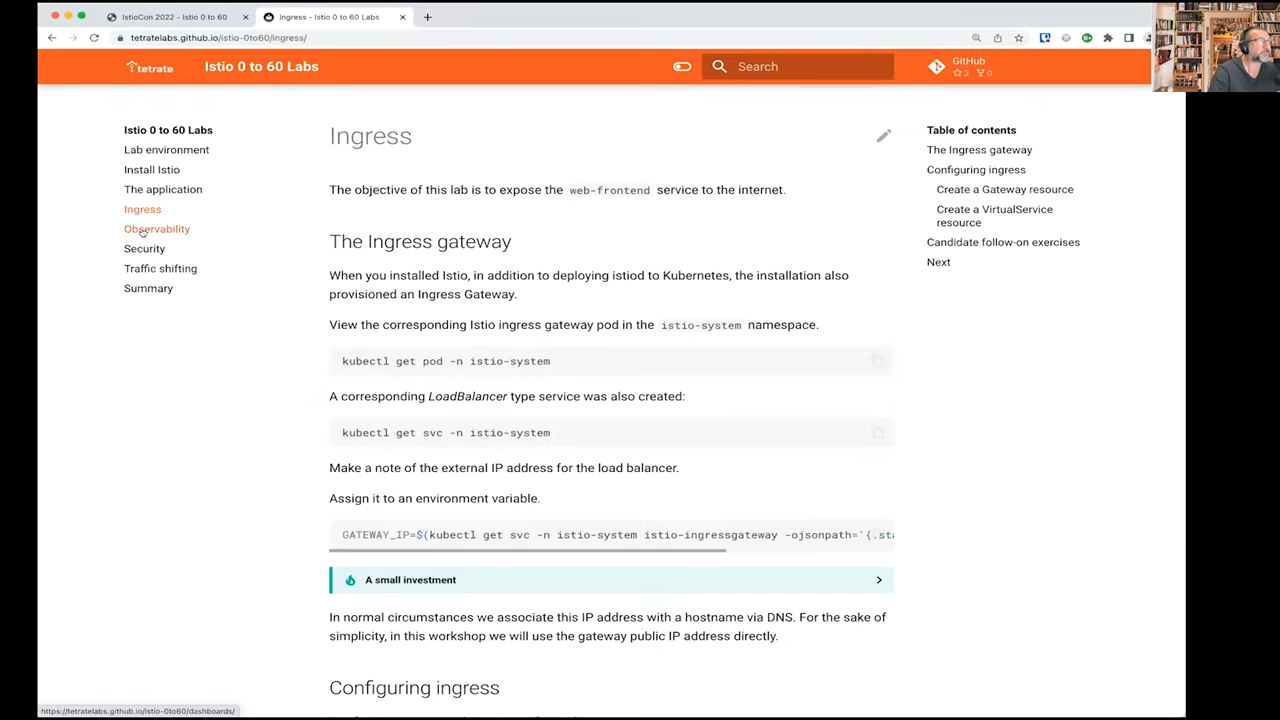 IstioCon 2022 - Istio 0 to 60
Ingress - Istio 0 to 60 Labs
tetratelabs.github.io/istio-0to60/ingress/
tetrate
Istio 0 to 60 Labs
Search
GitHub
3 0
Istio 0 to 60 Labs
Lab environment
Install Istio
The application
Ingress
Observability
Security
Traffic shifting
Summary
Ingress
The objective of this lab is to expose the web-frontend service to the internet.
The Ingress gateway
When you installed Istio, in addition to deploying istiod to Kubernetes, the installation also
provisioned an Ingress Gateway.
View the corresponding Istio ingress gateway pod in the istio-system namespace.
kubectl get pod -n istio-system
A corresponding LoadBalancer type service was also created:
kubectl get svc -n istio-system
Make a note of the external IP address for the load balancer.
Assign it to an environment variable.
GATEWAY_IP=$(kubectl get svc -n istio-system istio-ingressgateway -ojsonpath='{.sta
A small investment
In normal circumstances we associate this IP address with a hostname via DNS. For the sake of
simplicity, in this workshop we will use the gateway public IP address directly.
Configuring ingress
Table of contents
The Ingress gateway
Configuring ingress
Create a Gateway resource
Create a VirtualService
resource
Candidate follow-on exercises
Next
https://tetratelabs.github.io/istio-0to60/dashboards/